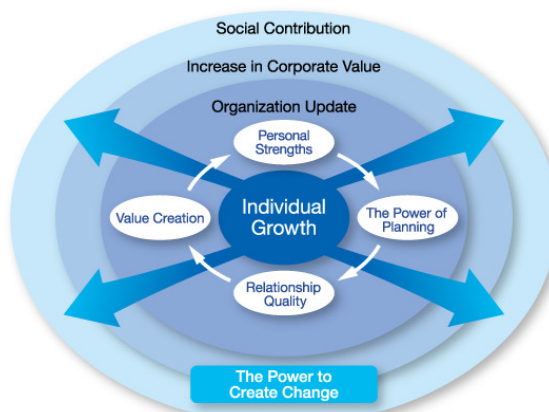 Social Contribution
Increase in Corporate Value
Organization Update
Personal
Strengths
Value Creation
Individual
Growth
The Power of
Planning
Relationship
Quality
The Power to
Create Change